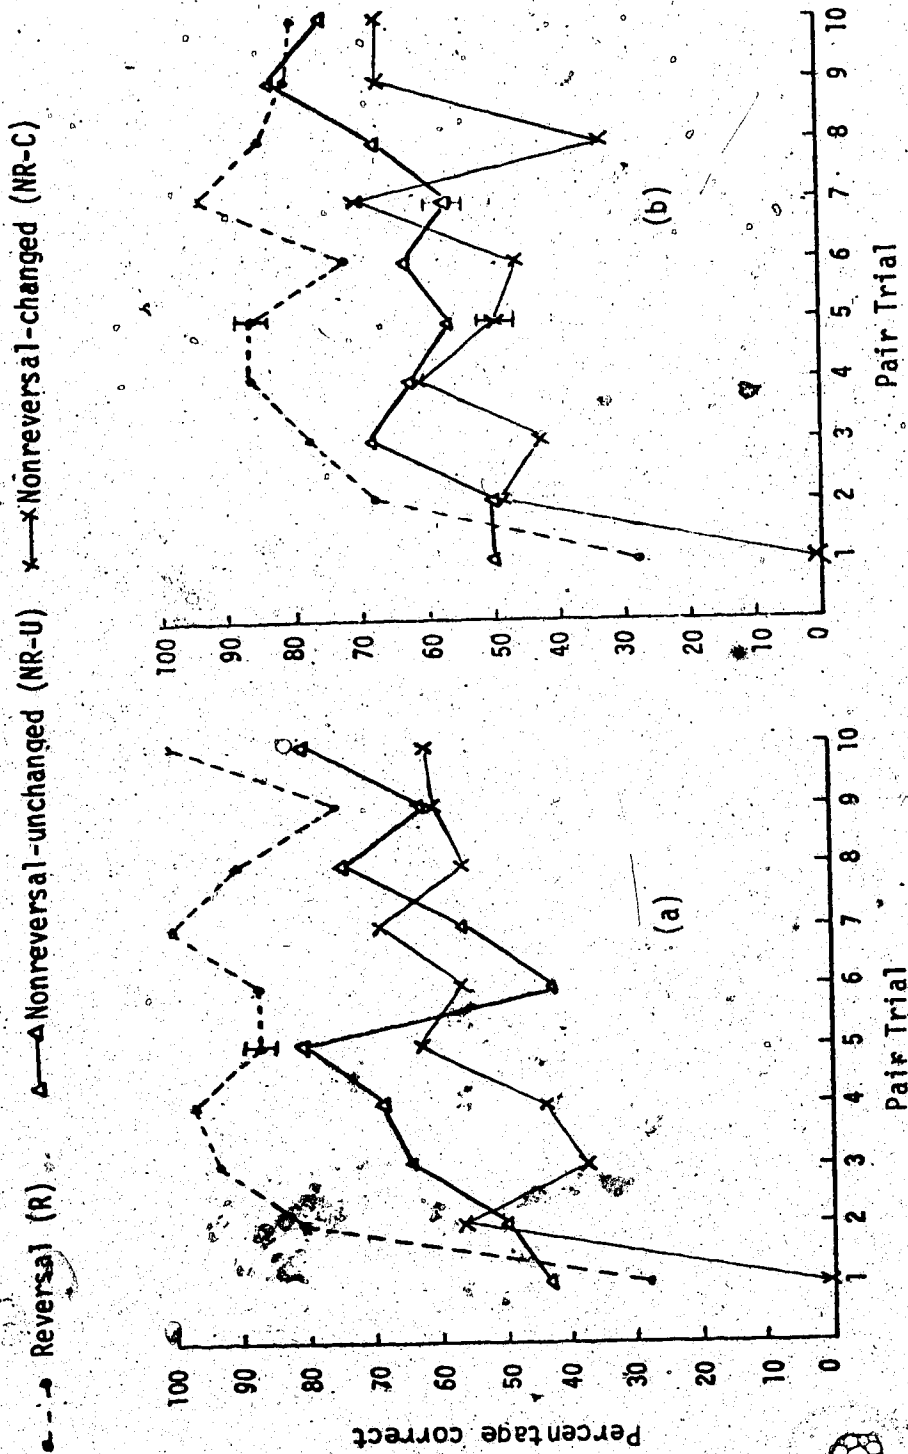 Reversal (R)
Nonreversal-unchanged (NR-U)
Nonreversal-changed (NR-C)
Percentage correct
100
90
80
70
60
50
40
30
20
10
0
1 2 3 4 5 6 7 8 9 10
Pair Trial
(a)
100
90
80
70
60
50
40
30
20
10
0
1 2 3 4 5 6 7 8 9 10
Pair Trial
(b)